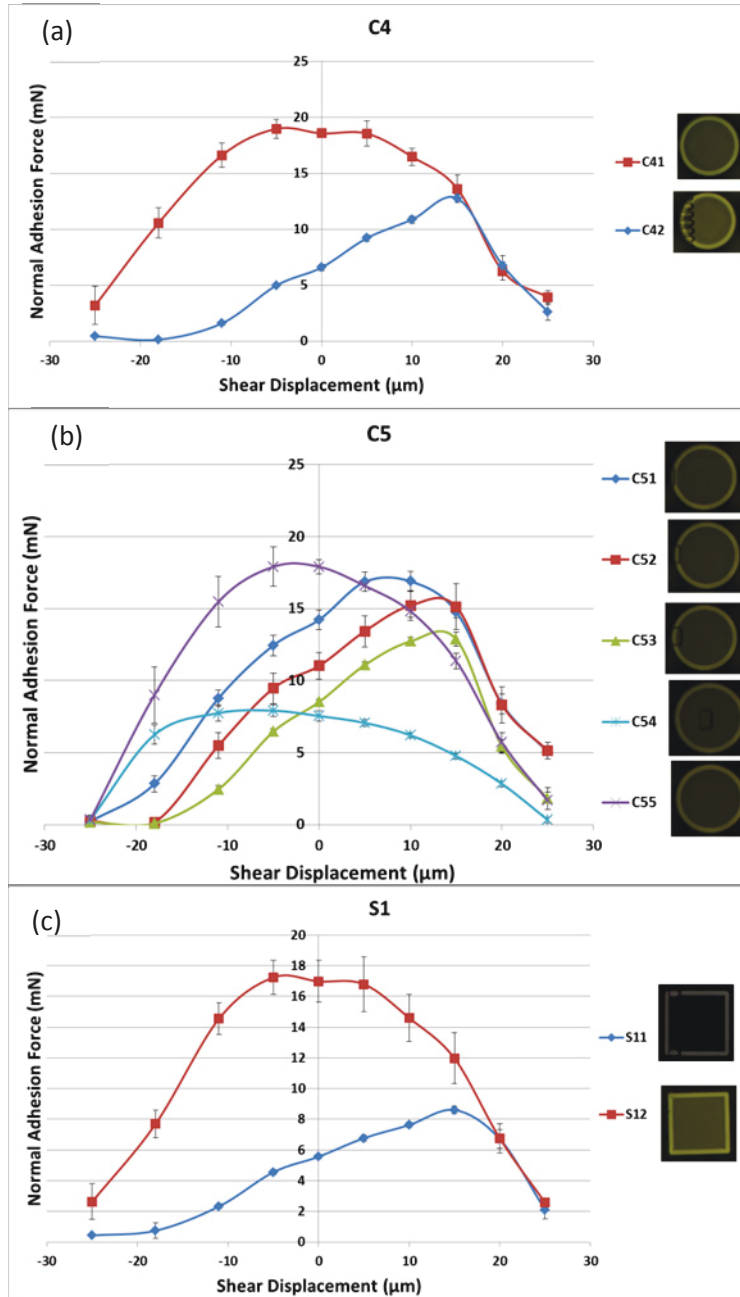 (a)
C4
Normal Adhesion Force (mN)
25
20
15
10
5
0
-30
-20
-10
0
10
20
30
Shear Displacement (µm)
C41
C42
(b)
C5
Normal Adhesion Force (mN)
25
20
15
10
5
0
-30
-20
-10
0
10
20
30
Shear Displacement (µm)
C51
C52
C53
C54
C55
(c)
S1
Normal Adhesion Force (mN)
20
18
16
14
12
10
8
6
4
2
0
-30
-20
-10
0
10
20
30
Shear Displacement (µm)
S11
S12